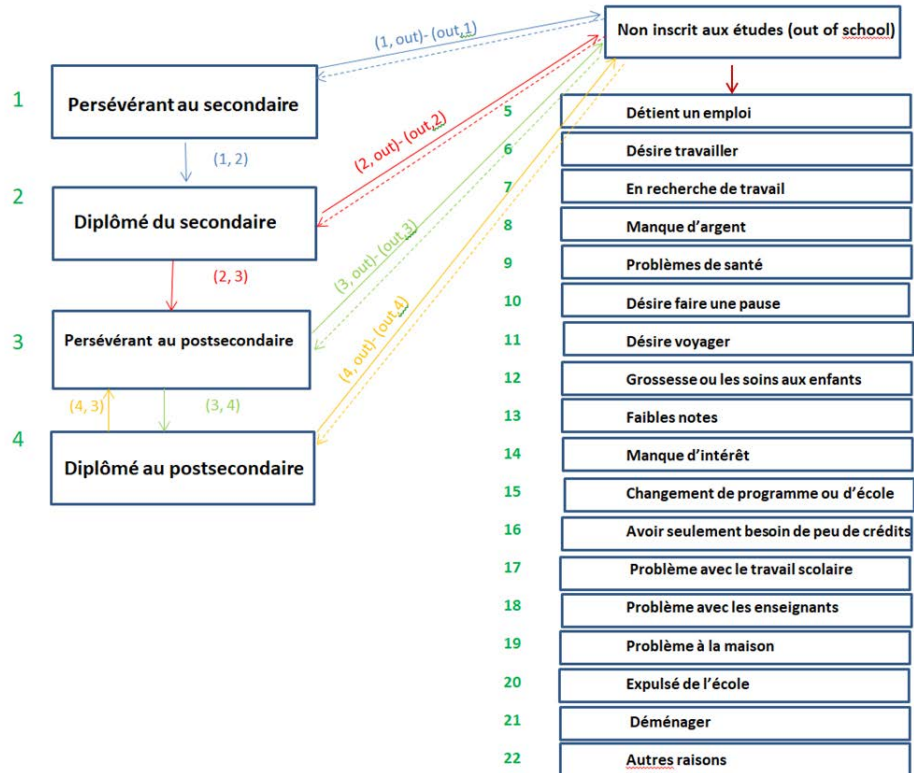 Non inscrit aux études (out of school)
(1, out)- (out,1)
1
Persévérant au secondaire
(1, 2)
(2, out)- (out,2)
2
Diplômé du secondaire
(2, 3)
(3, out)- (out,3)
3
Persévérant au postsecondaire
(4, 3)
(3, 4)
(4, out)- (out,4)
4
Diplômé au postsecondaire
5 Détient un emploi
6 Désire travailler
7 En recherche de travail
8 Manque d’argent
9 Problèmes de santé
10 Désire faire une pause
11 Désire voyager
12 Grossesse ou les soins aux enfants
13 Faibles notes
14 Manque d’intérêt
15 Changement de programme ou d’école
16 Avoir seulement besoin de peu de crédits
17 Problème avec le travail scolaire
18 Problème avec les enseignants
19 Problème à la maison
20 Expulsé de l’école
21 Déménager
22 Autres raisons